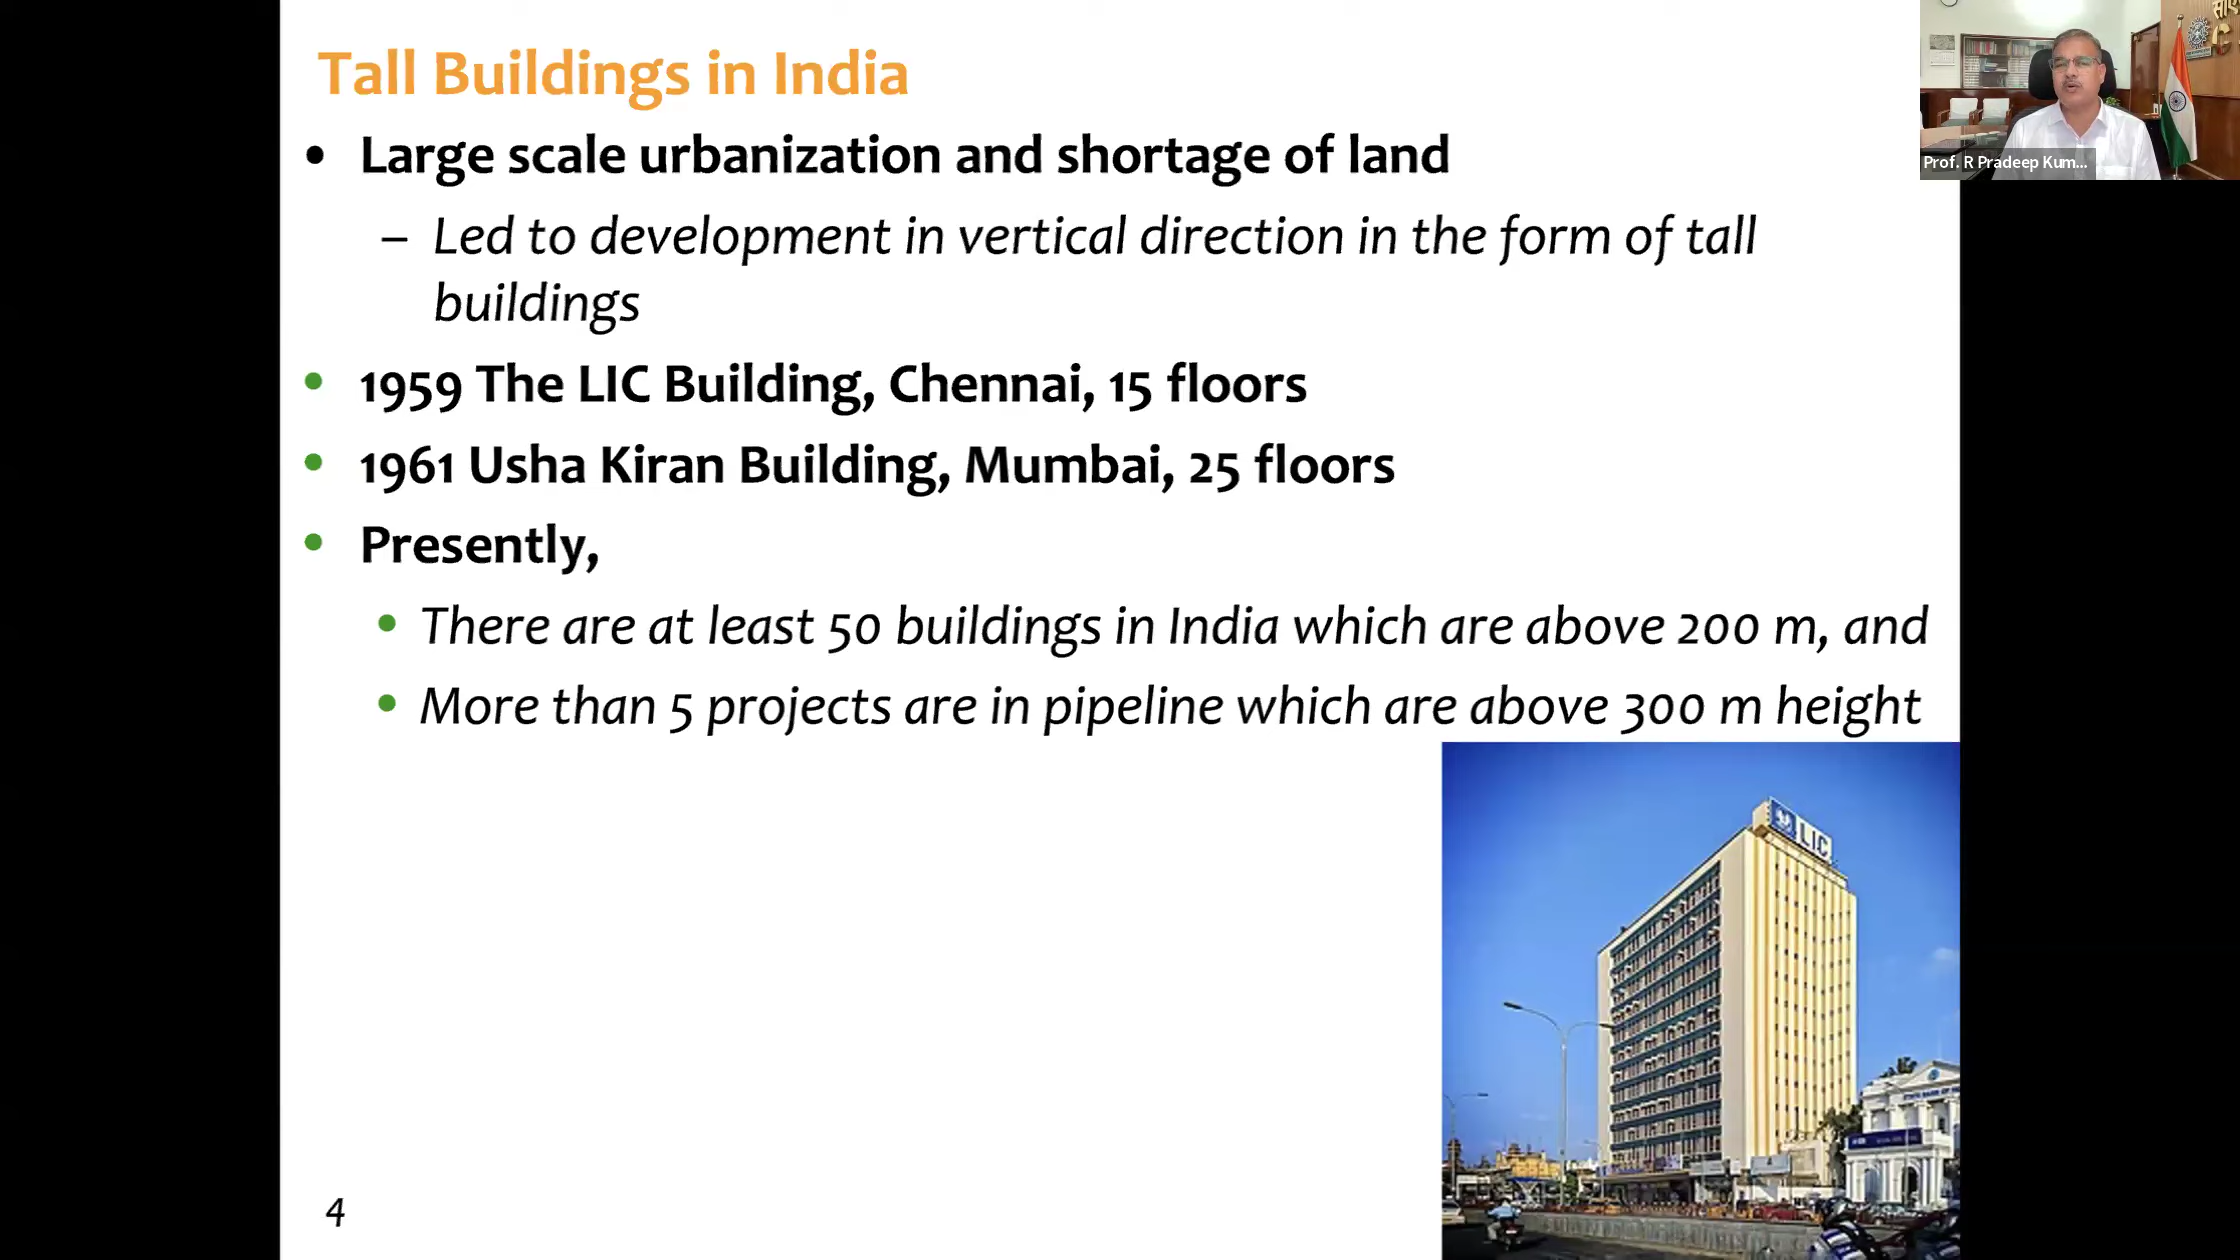 Tall Buildings in India
• Large scale urbanization and shortage of land
– Led to development in vertical direction in the form of tall
buildings
• 1959 The LIC Building, Chennai, 15 floors
• 1961 Usha Kiran Building, Mumbai, 25 floors
• Presently,
• There are at least 50 buildings in India which are above 200 m, and
• More than 5 projects are in pipeline which are above 300 m height
LIC
4
Prof. R Pradeep Kum...